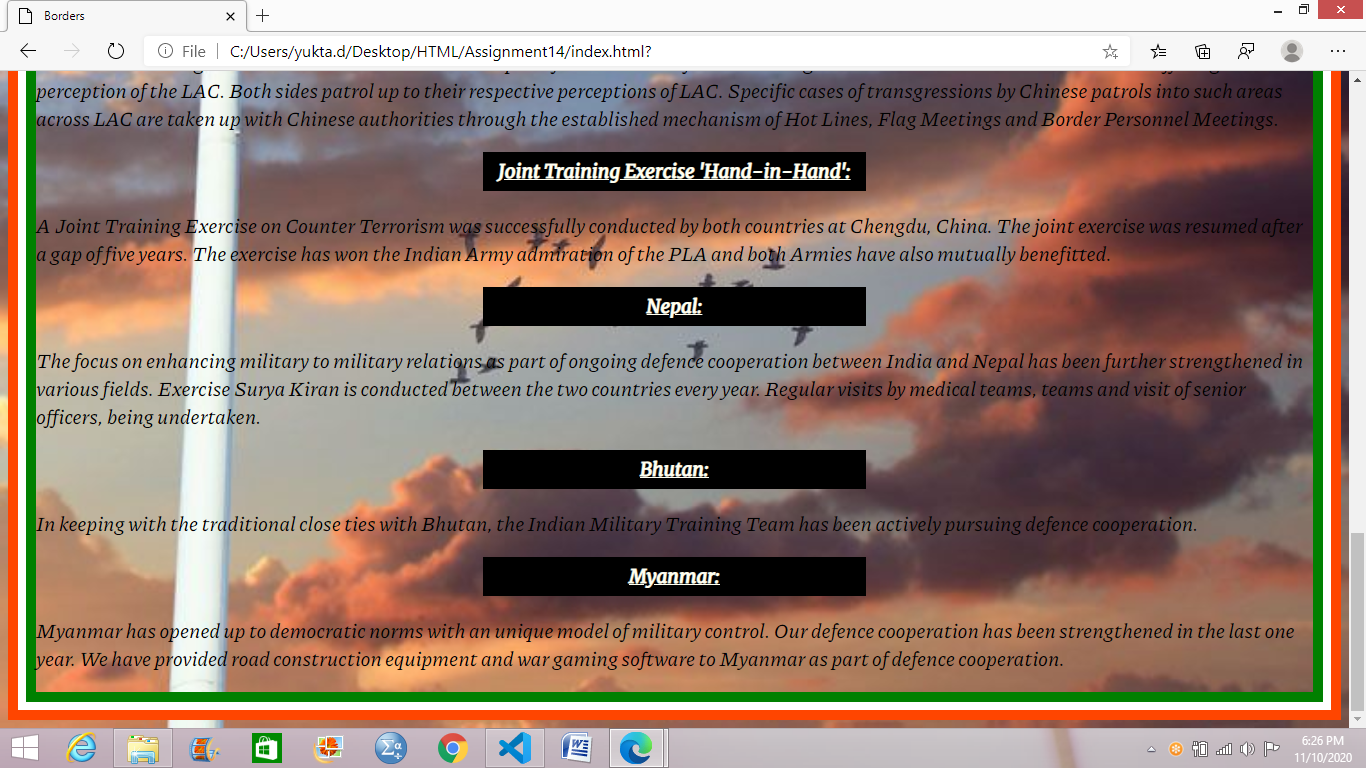 Borders
File
C:/Users/yukta.d/Desktop/HTML/Assignment14/index.html?
perception of the LAC. Both sides patrol up to their respective perceptions of LAC. Specific cases of transgressions by Chinese patrols into such areas
across LAC are taken up with Chinese authorities through the established mechanism of Hot Lines, Flag Meetings and Border Personnel Meetings.
Joint Training Exercise 'Hand-in-Hand':
A Joint Training Exercise on Counter Terrorism was successfully conducted by both countries at Chengdu, China. The joint exercise was resumed after
a gap of five years. The exercise has won the Indian Army admiration of the PLA and both Armies have also mutually benefitted.
Nepal:
The focus on enhancing military to military relations as part of ongoing defence cooperation between India and Nepal has been further strengthened in
various fields. Exercise Surya Kiran is conducted between the two countries every year. Regular visits by medical teams, teams and visit of senior
officers, being undertaken.
Bhutan:
In keeping with the traditional close ties with Bhutan, the Indian Military Training Team has been actively pursuing defence cooperation.
Myanmar:
Myanmar has opened up to democratic norms with an unique model of military control. Our defence cooperation has been strengthened in the last one
year. We have provided road construction equipment and war gaming software to Myanmar as part of defence cooperation.
6:26 PM
11/10/2020